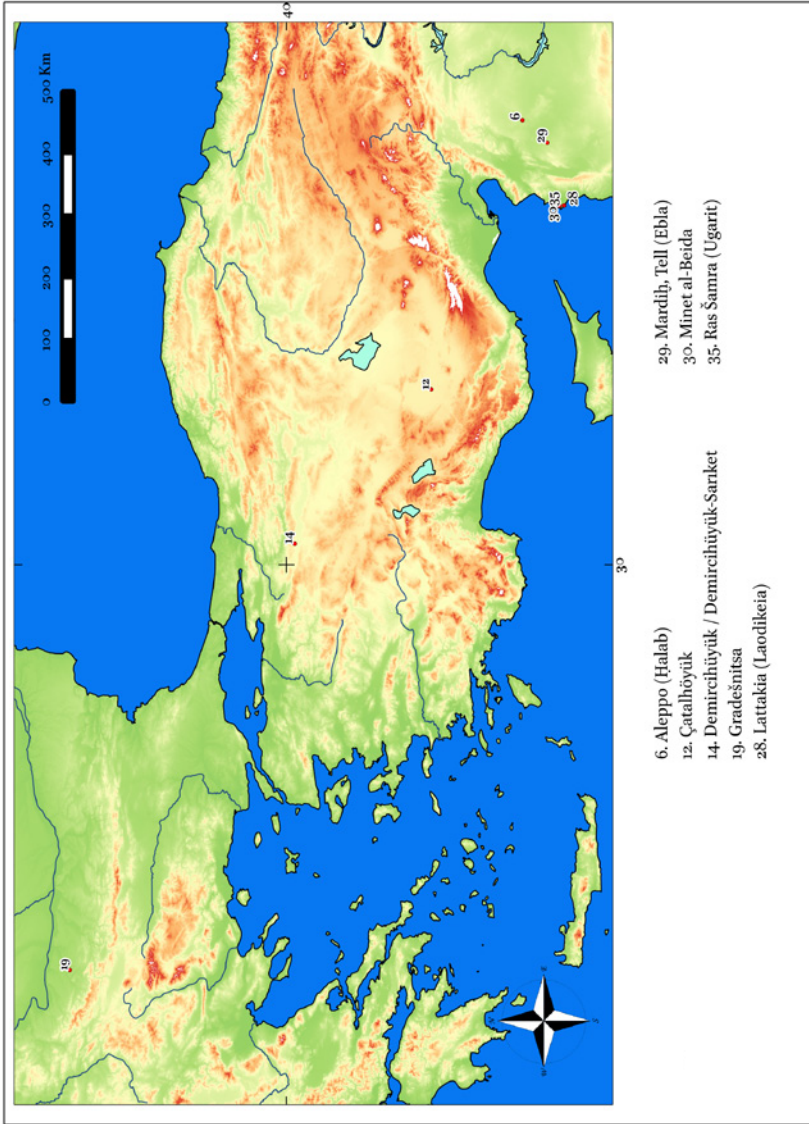 0 100 200 300 400 500 Km
40
19
14
12
6
29
30 35
28
30
6. Aleppo (Ḫalab)
12. Çatalhöyük
14. Demircihüyük / Demircihüyük-Sarıket
19. Gradešnitsa
28. Lattakia (Laodikeia)
29. Mardiḫ, Tell (Ebla)
30. Minet al-Beida
35. Ras Šamra (Ugarit)